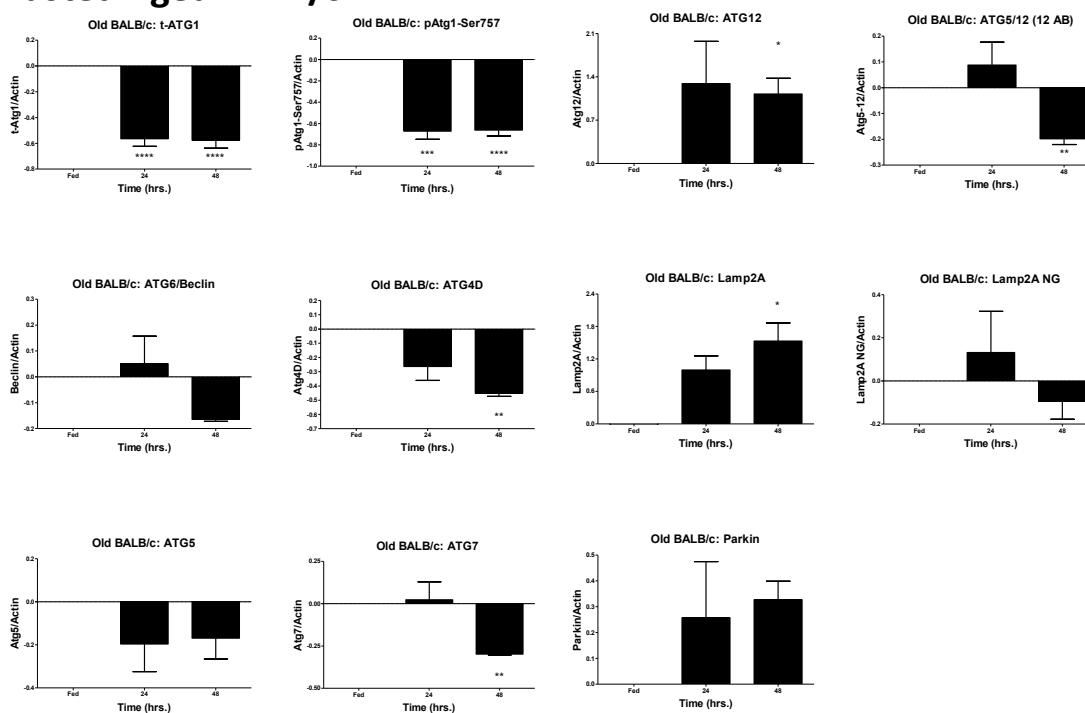 Old BALB/c: t-ATG1
t-Atg1/Actin
0.2
0.0
-0.2
-0.4
-0.6
-0.8
**** ****
Fed 24 48
Time (hrs.)
Old BALB/c: pAtg1-Ser757
pAtg1-Ser757/Actin
0.2
0.0
-0.2
-0.4
-0.6
-0.8
-1.0
*** ****
Fed 24 48
Time (hrs.)
Old BALB/c: ATG12
Atg12/Actin
2.1
1.4
0.7
0.0
*
Fed 24 48
Time (hrs.)
Old BALB/c: ATG5/12 (12 AB)
Atg5-12/Actin
0.2
0.1
0.0
-0.1
-0.2
-0.3
**
Fed 24 48
Time (hrs.)
Old BALB/c: ATG6/Beclin
Beclin/Actin
0.3
0.2
0.1
0.0
-0.1
-0.2
Fed 24 48
Time (hrs.)
Old BALB/c: ATG4D
Atg4D/Actin
0.2
0.1
0.0
-0.1
-0.2
-0.3
-0.4
-0.5
-0.6
-0.7
**
Fed 24 48
Time (hrs.)
Old BALB/c: Lamp2A
Lamp2A/Actin
2.4
1.8
1.2
0.6
0.0
*
Fed 24 48
Time (hrs.)
Old BALB/c: Lamp2A NG
Lamp2A NG/Actin
0.4
0.2
0.0
-0.2
Fed 24 48
Time (hrs.)
Old BALB/c: ATG5
Atg5/Actin
0.2
0.0
-0.2
-0.4
Fed 24 48
Time (hrs.)
Old BALB/c: ATG7
Atg7/Actin
0.25
0.00
-0.25
-0.50
**
Fed 24 48
Time (hrs.)
Old BALB/c: Parkin
Parkin/Actin
0.5
0.4
0.3
0.2
0.1
0.0
Fed 24 48
Time (hrs.)